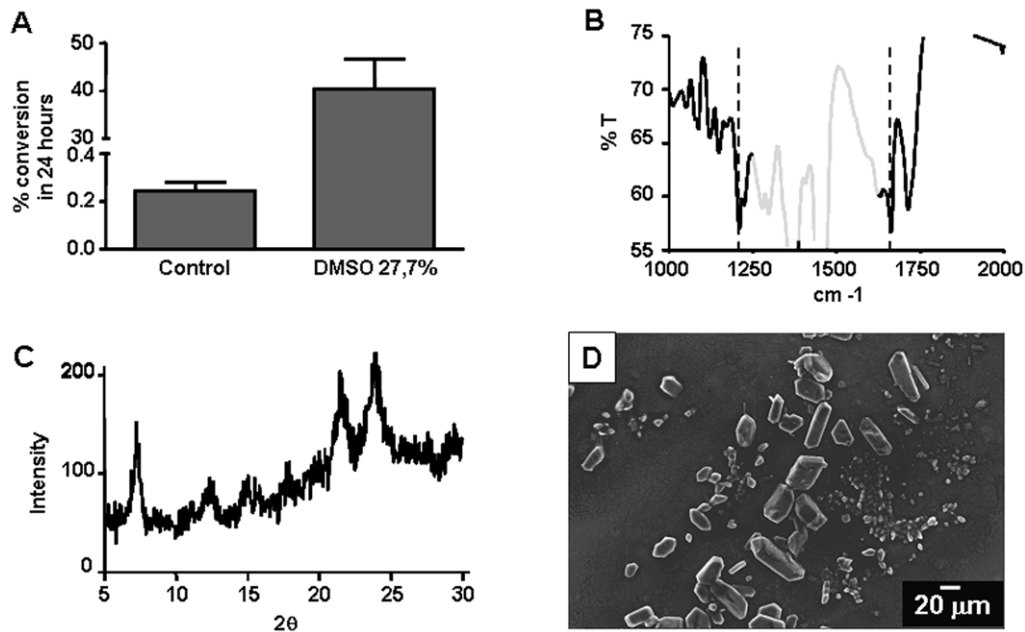 A
% conversion
in 24 hours
50
40
30
0.4
0.2
0.0
Control
DMSO 27,7%
B
% T
75
70
65
60
55
1000
1250
1500
1750
2000
cm -1
C
Intensity
200
100
0
5
10
15
20
25
30
2θ
D
20 μm